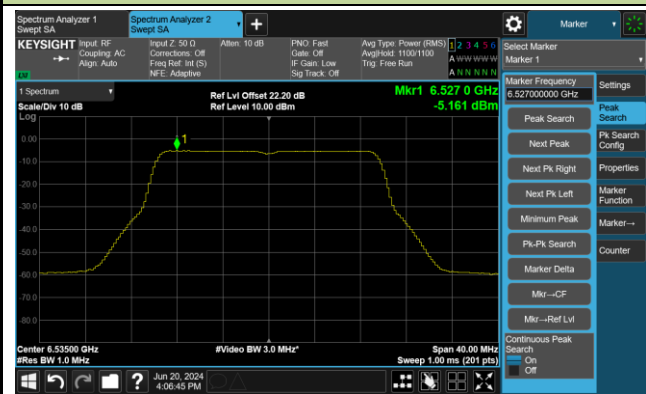 Spectrum Analyzer 1
Swept SA
Spectrum Analyzer 2
Swept SA
+
Marker
KEYSIGHT
Input: RF
Coupling: AC
Align: Auto
Input Z: 50 Ω
Corrections: Off
Freq Ref: Int (S)
NFE: Adaptive
Atten: 10 dB
PNO: Fast
Gate: Off
IF Gain: Low
Sig Track: Off
Avg Type: Power (RMS)
Avg|Hold: 1100/1100
Trig: Free Run
1 2 3 4 5 6
A W W W W W
A N N N N N
Select Marker
Marker 1
LXI
1 Spectrum
Scale/Div 10 dB
Log
Ref Lvl Offset 22.20 dB
Ref Level 10.00 dBm
Mkr1 6.527 0 GHz
-5.161 dBm
Marker Frequency
6.527000000 GHz
Settings
Peak Search
Peak
Search
Next Peak
Pk Search
Config
Next Pk Right
Properties
Next Pk Left
Marker
Function
Minimum Peak
Marker→
Pk-Pk Search
Counter
Marker Delta
Mkr→CF
Mkr→Ref Lvl
Continuous Peak
Search
On
Off
1
0.00
-10.0
-20.0
-30.0
-40.0
-50.0
-60.0
-70.0
-80.0
Center 6.53500 GHz
#Res BW 1.0 MHz
#Video BW 3.0 MHz*
Span 40.00 MHz
Sweep 1.00 ms (201 pts)
?
Jun 20, 2024
4:06:45 PM